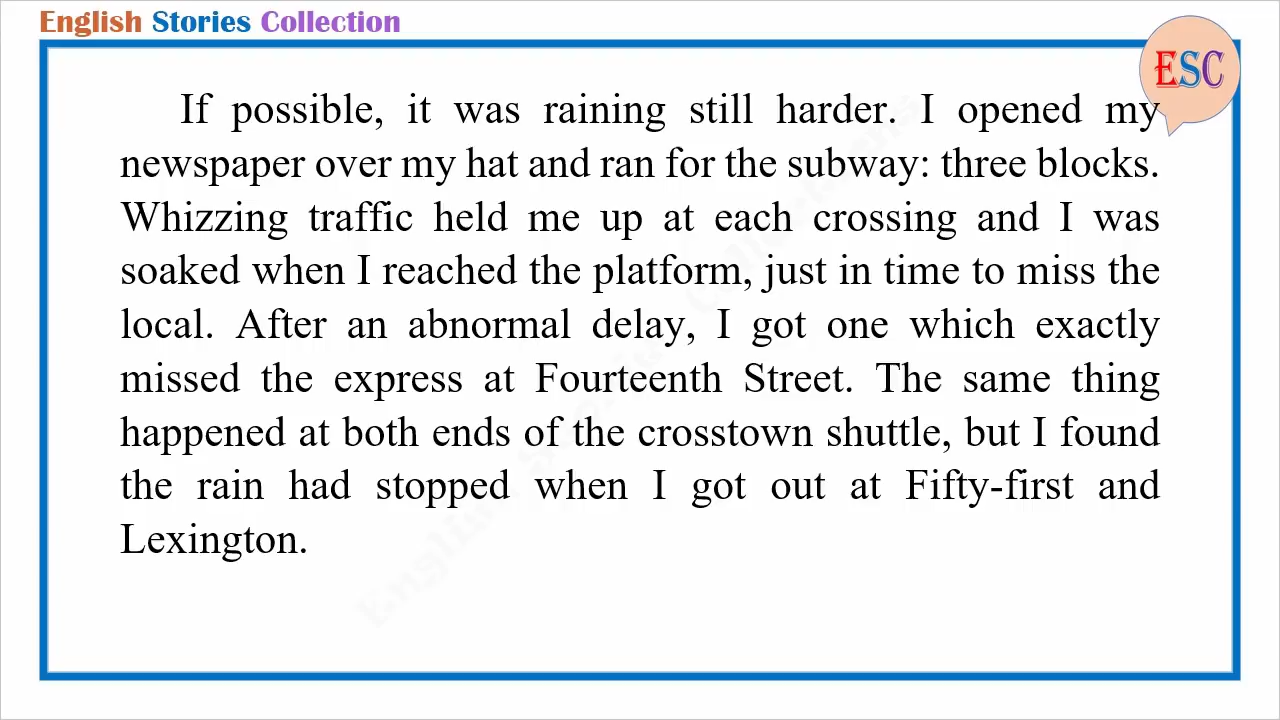 English Stories Collection
ESC
If possible, it was raining still harder. I opened my
newspaper over my hat and ran for the subway: three blocks.
Whizzing traffic held me up at each crossing and I was
soaked when I reached the platform, just in time to miss the
local. After an abnormal delay, I got one which exactly
missed the express at Fourteenth Street. The same thing
happened at both ends of the crosstown shuttle, but I found
the rain had stopped when I got out at Fifty-first and
Lexington.